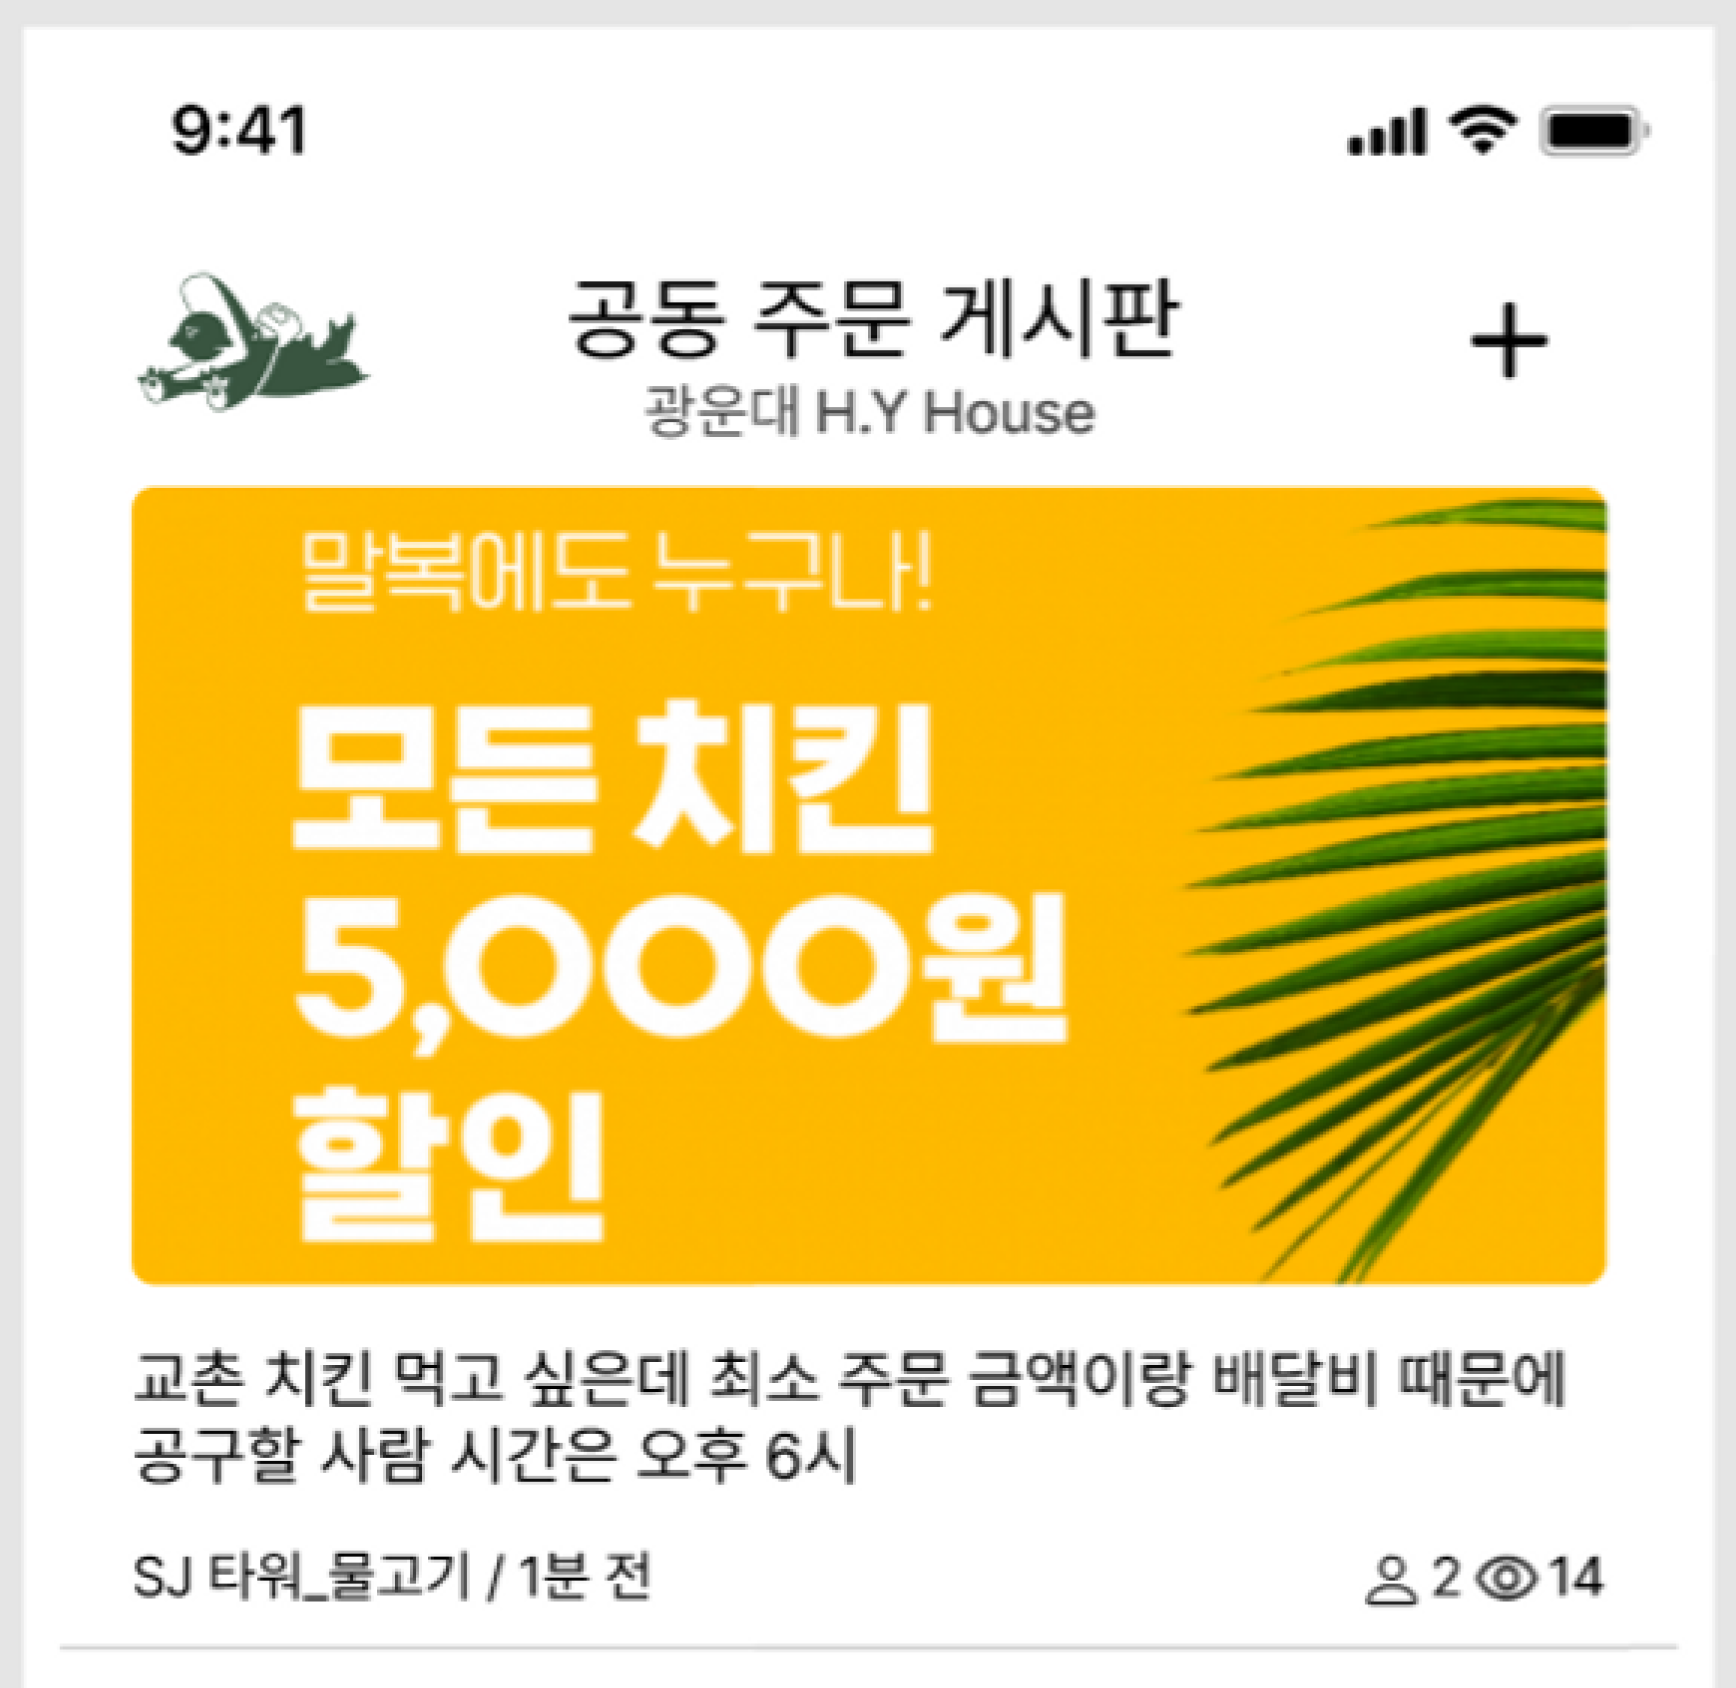 9:41
공동 주문 게시판
광운대 H.Y House
말복에도 누구나!
모든 치킨
5,000원
할인
교촌 치킨 먹고 싶은데 최소 주문 금액이랑 배달비 때문에
공구할 사람 시간은 오후 6시
SJ 타워_물고기 / 1분 전
2 14